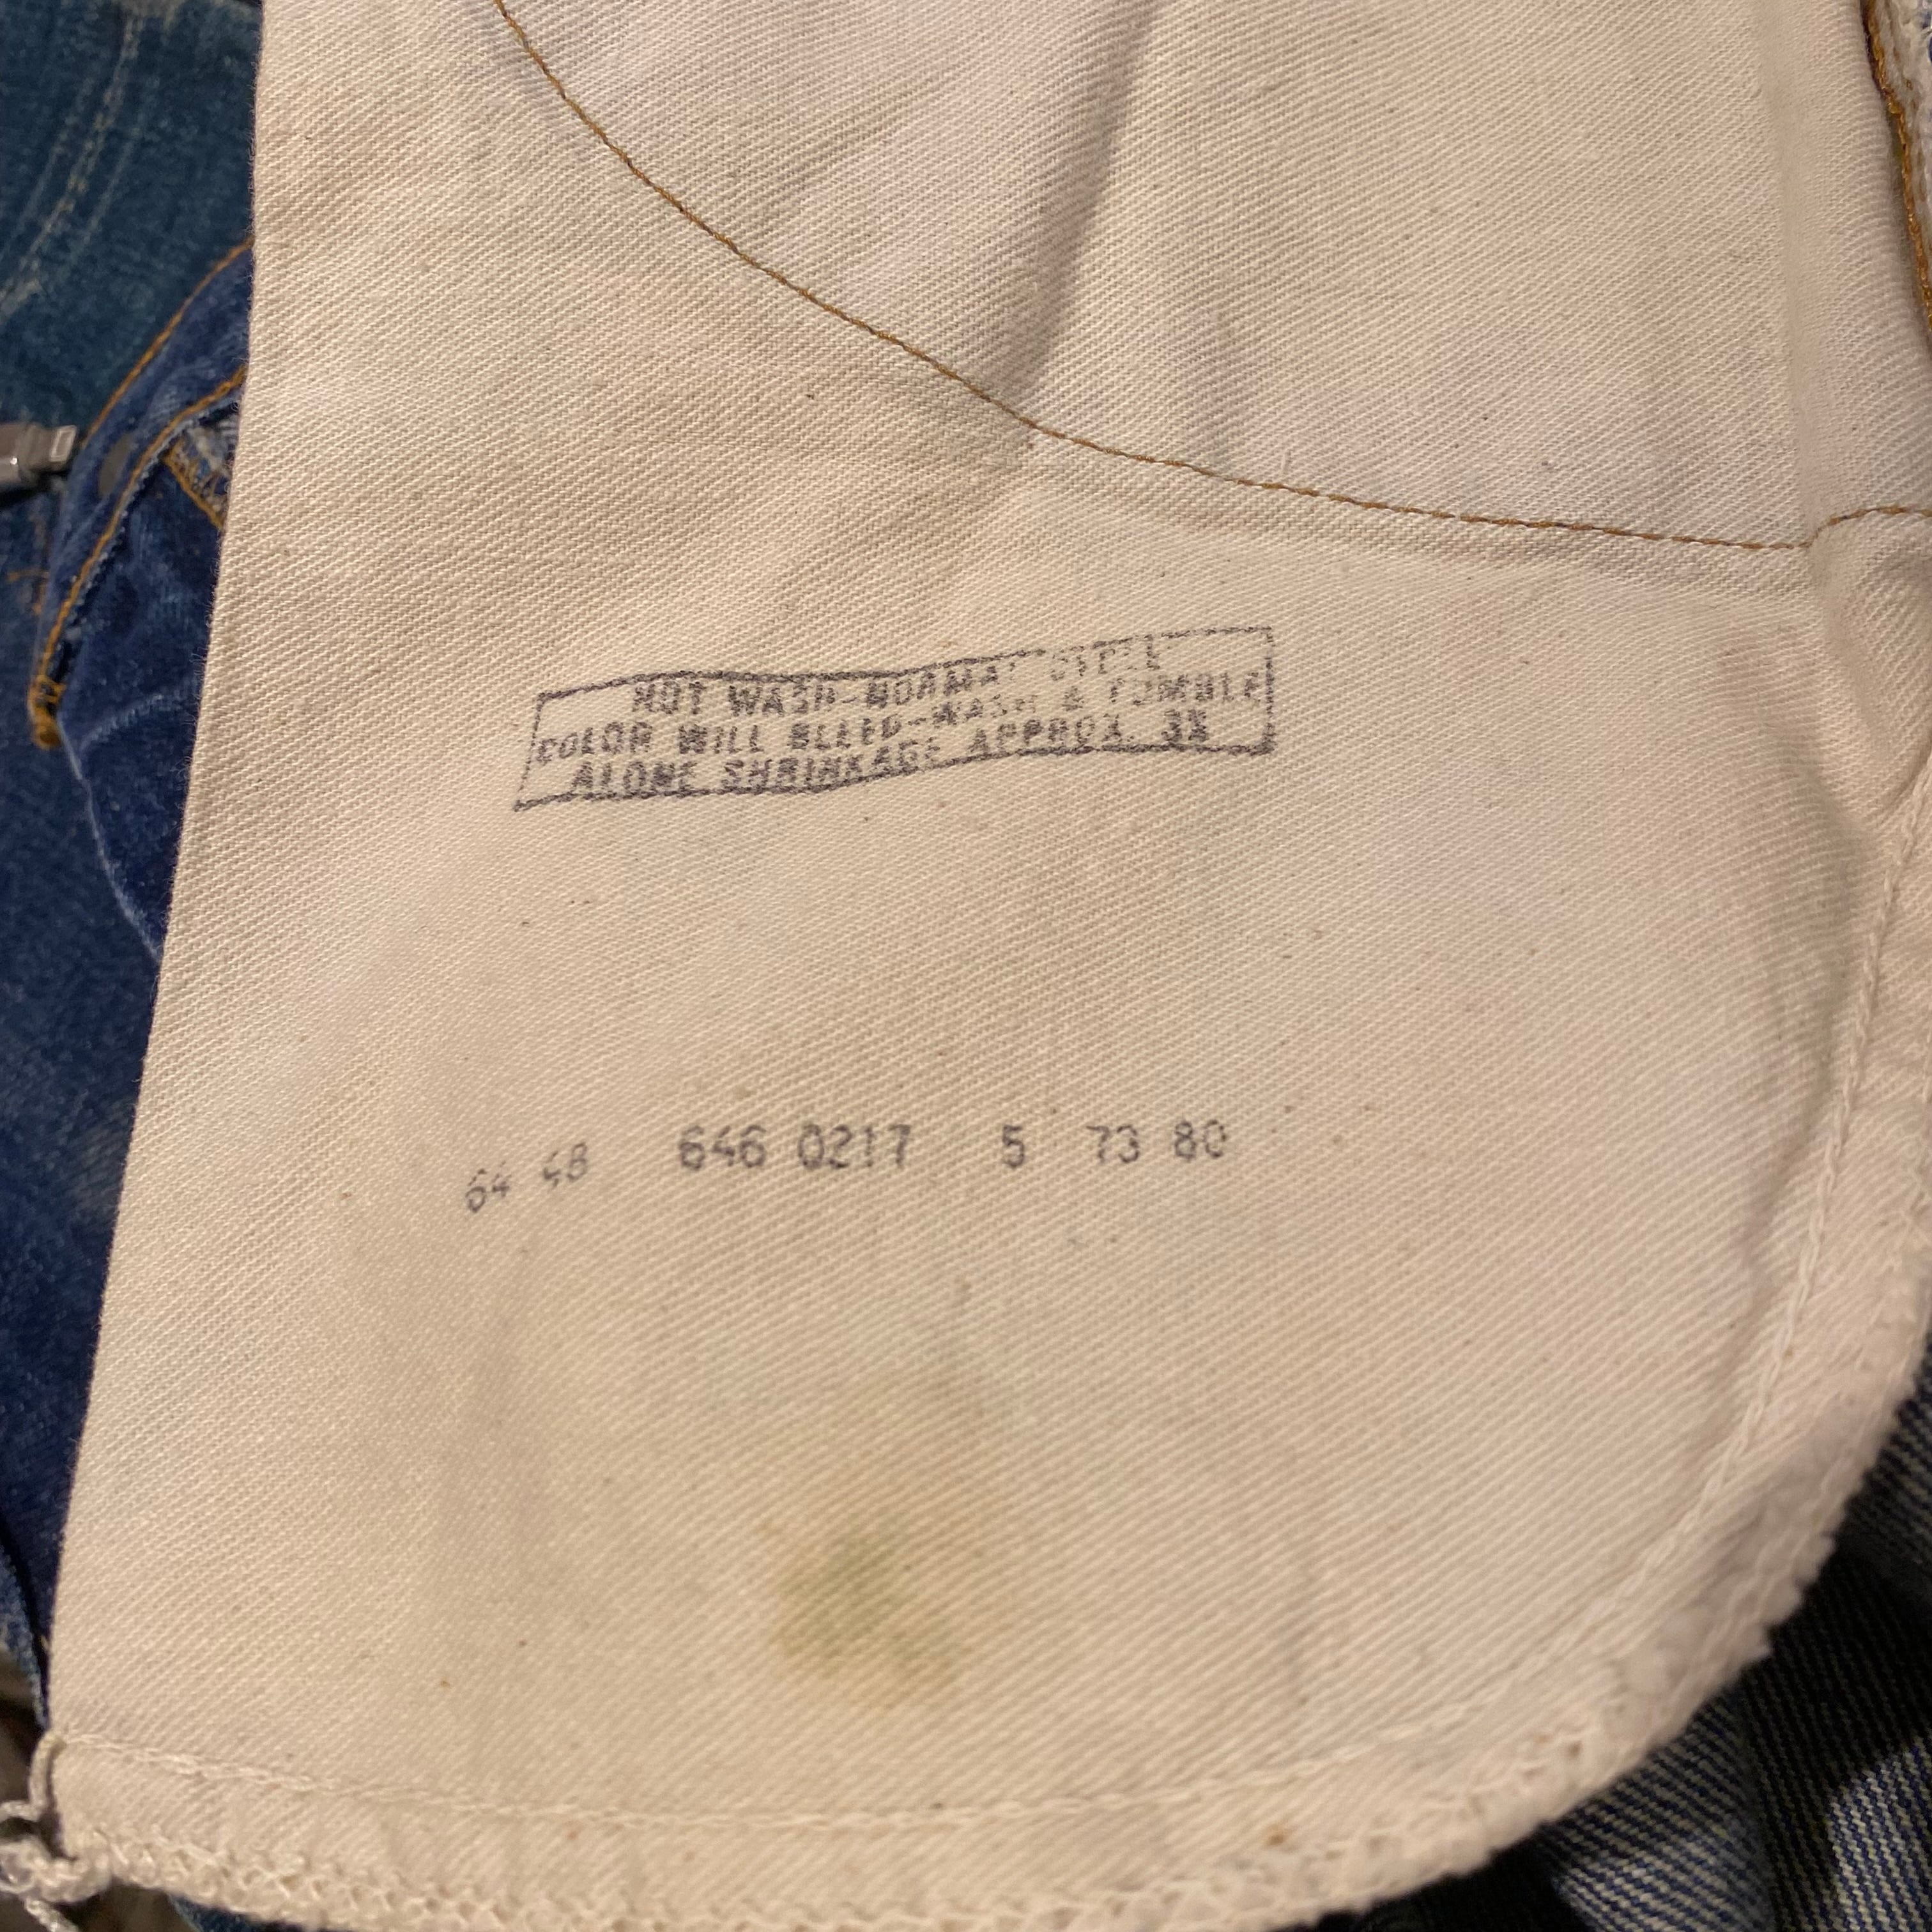 HOT WASH-NORMAL CYCLE
COLOR WILL BLEED-WASH & TUMBLE
ALONE SHRINKAGE APPROX. 3%
64 48 646 0217 5 73 80